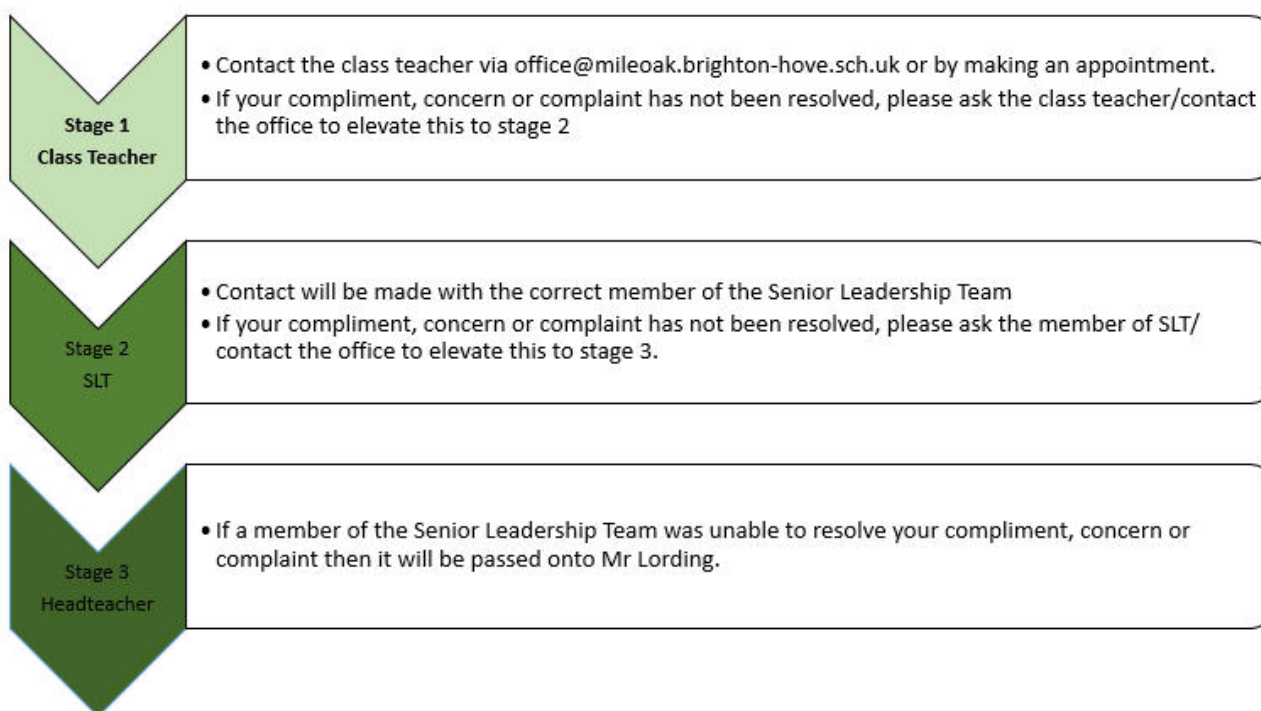 Stage 1
Class Teacher
• Contact the class teacher via office@mileoak.brighton-hove.sch.uk or by making an appointment.
• If your compliment, concern or complaint has not been resolved, please ask the class teacher/contact
the office to elevate this to stage 2
Stage 2
SLT
• Contact will be made with the correct member of the Senior Leadership Team
• If your compliment, concern or complaint has not been resolved, please ask the member of SLT/
contact the office to elevate this to stage 3.
Stage 3
Headteacher
• If a member of the Senior Leadership Team was unable to resolve your compliment, concern or
complaint then it will be passed onto Mr Lording.